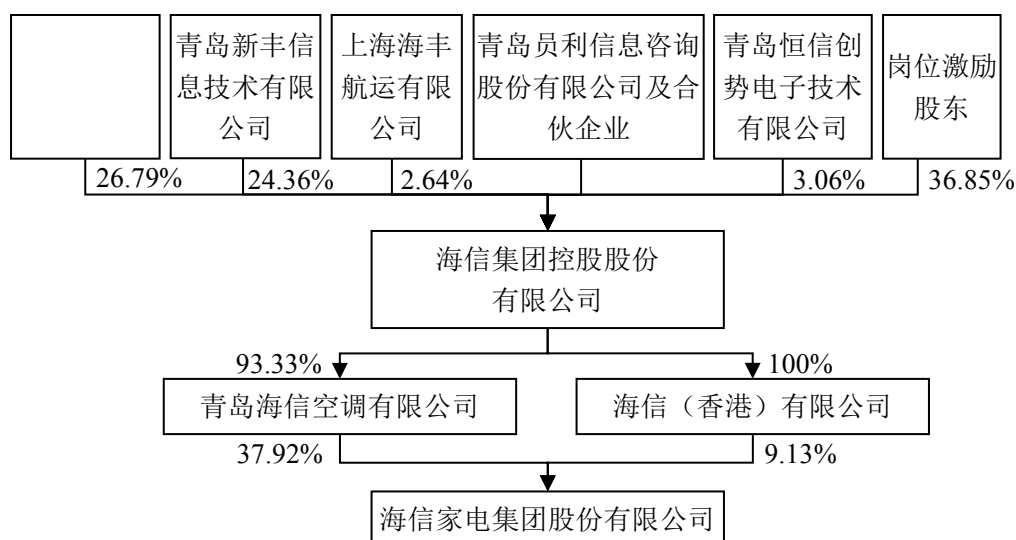 青岛新丰信
息技术有限
公司
上海海丰
航运有限
公司
青岛员利信息咨询
股份有限公司及合
伙企业
青岛恒信创
势电子技术
有限公司
岗位激励
股东
26.79%
24.36%
2.64%
3.06%
36.85%
海信集团控股股份
有限公司
93.33%
100%
青岛海信空调有限公司
海信（香港）有限公司
37.92%
9.13%
海信家电集团股份有限公司